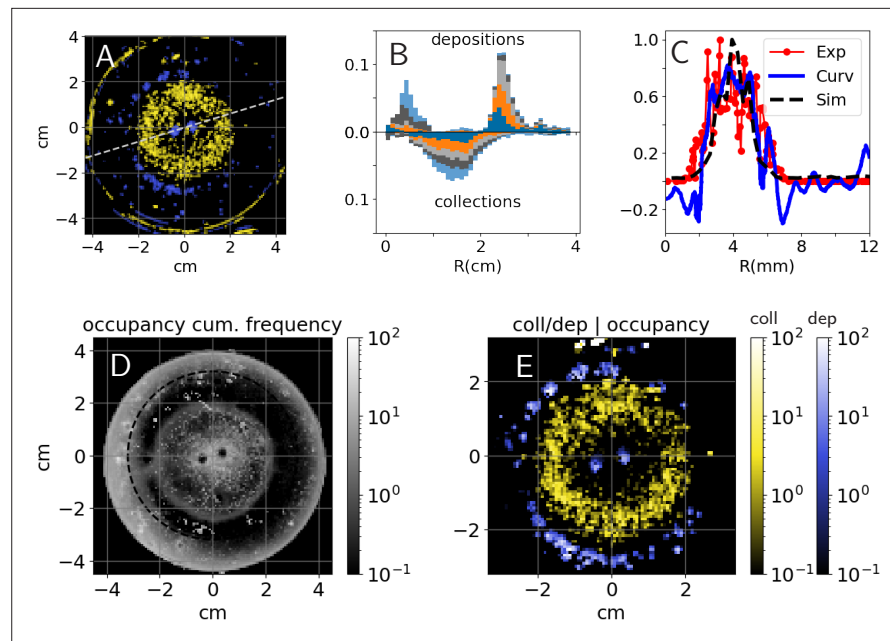 A
4
2
0
−2
−4
cm
−4 −2 0 2 4
cm
B
depositions
0.1
0.0
0.1
collections
0 2 4
R(cm)
C
Exp
Curv
Sim
1.0
0.6
0.2
−0.2
0 4 8 12
R(mm)
occupancy cum. frequency
D
4
2
0
−2
−4
cm
−4 −2 0 2 4
cm
10²
10¹
10⁰
10⁻¹
coll/dep | occupancy
E
2
0
−2
cm
−2 0 2
cm
coll dep
10² 10²
10¹ 10¹
10⁰ 10⁰
10⁻¹ 10⁻¹